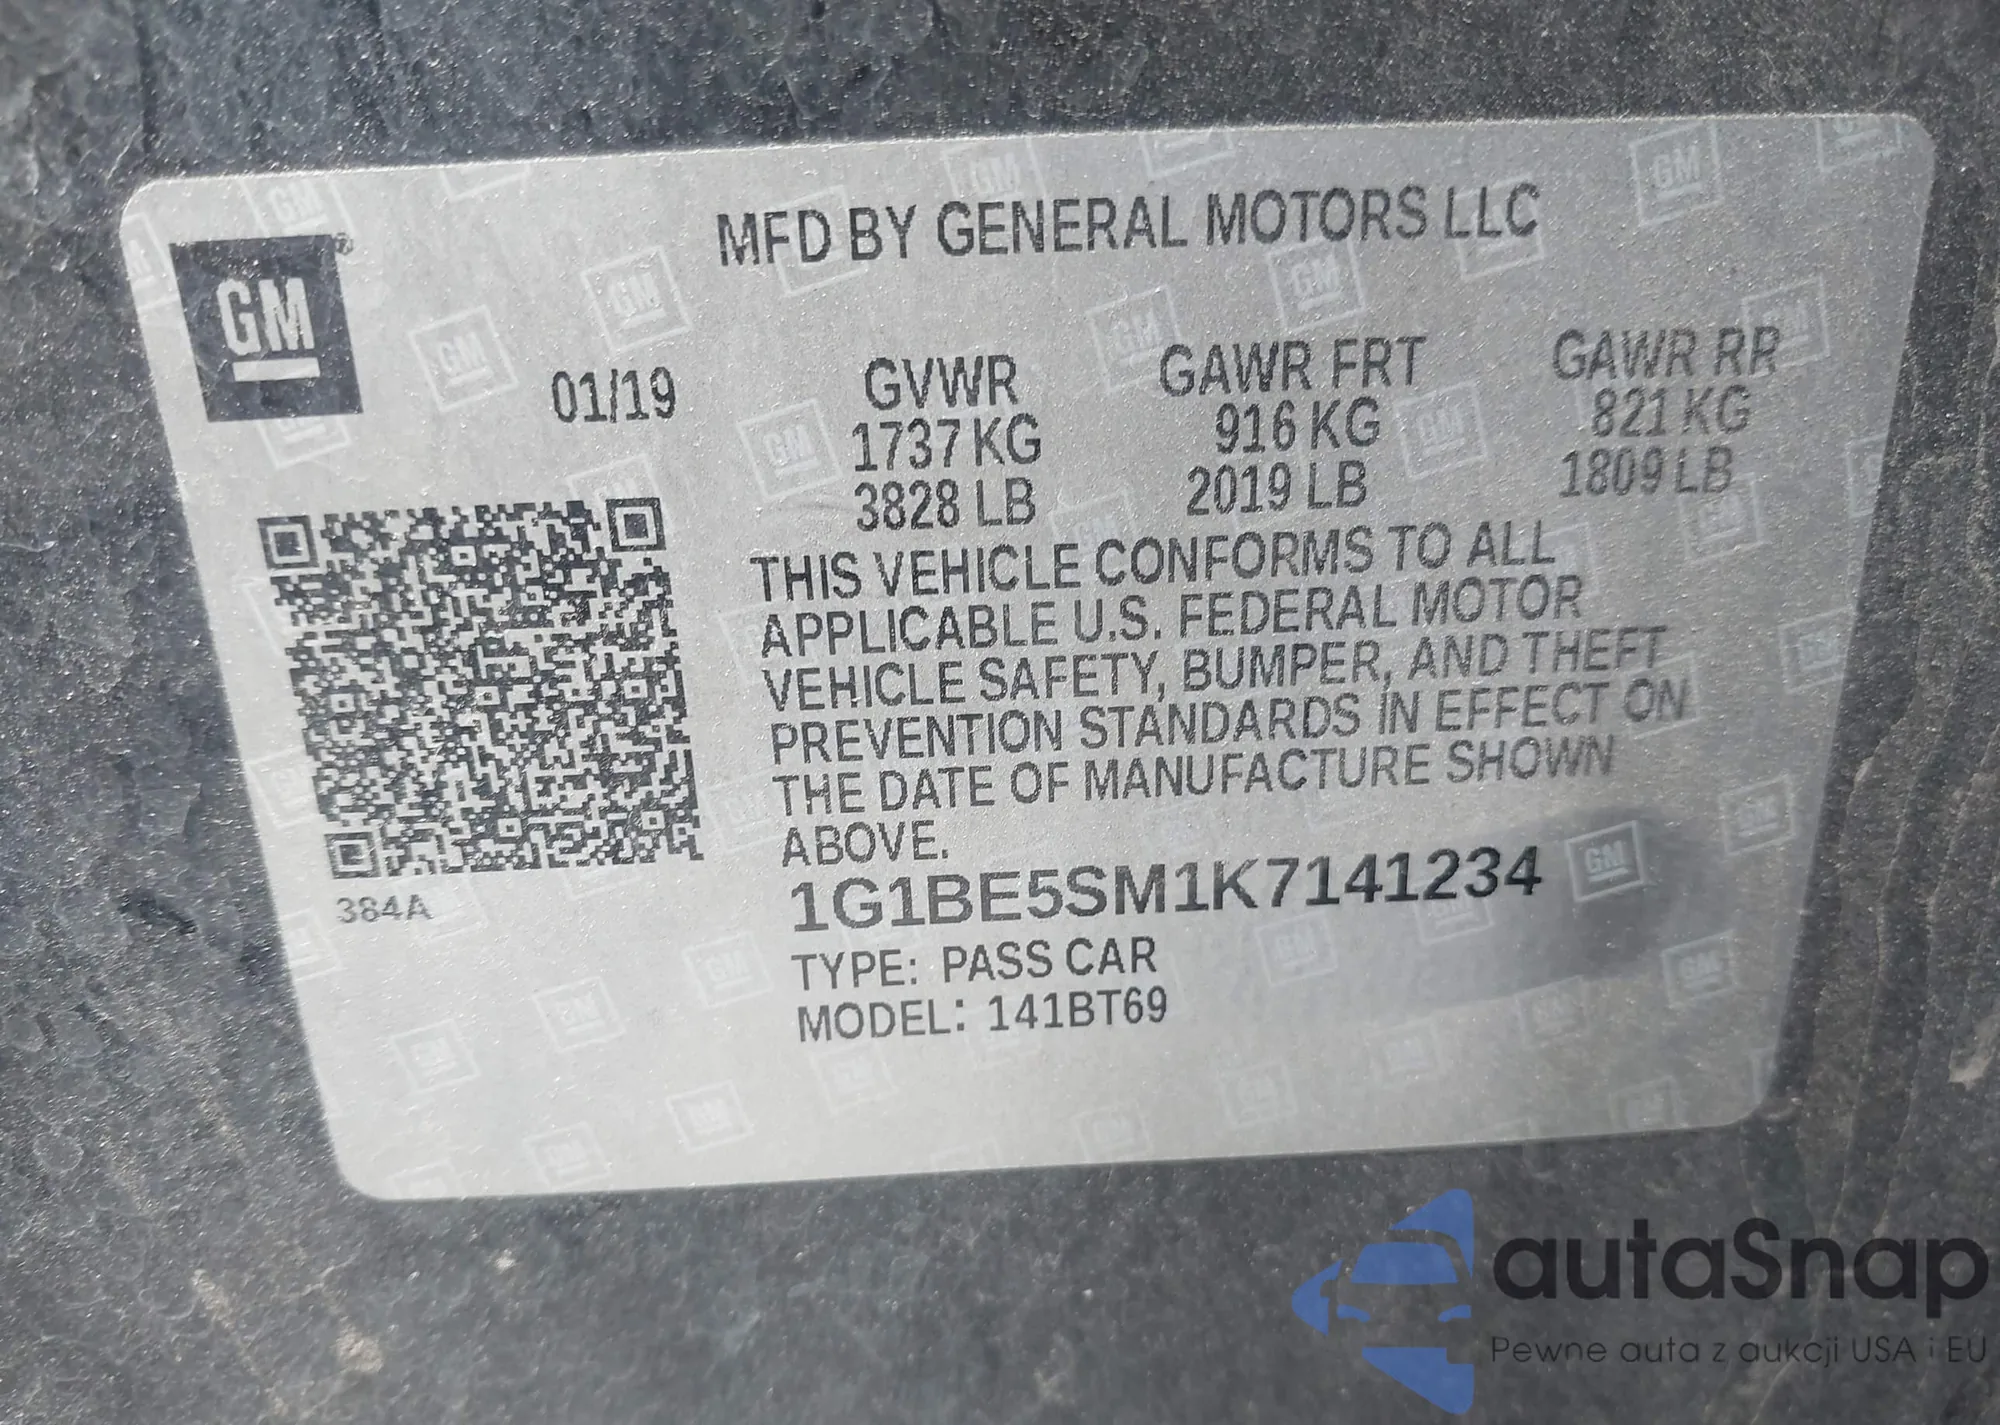 MFD BY GENERAL MOTORS LLC
GM®
01/19
GVWR GAWR FRT GAWR RR
1737 KG 916 KG 821 KG
3828 LB 2019 LB 1809 LB
THIS VEHICLE CONFORMS TO ALL
APPLICABLE U.S. FEDERAL MOTOR
VEHICLE SAFETY, BUMPER, AND THEFT
PREVENTION STANDARDS IN EFFECT ON
THE DATE OF MANUFACTURE SHOWN
ABOVE.
384A
1G1BE5SM1K7141234
TYPE: PASS CAR
MODEL: 141BT69
autaSnap
Pewne auta z aukcji USA i EU